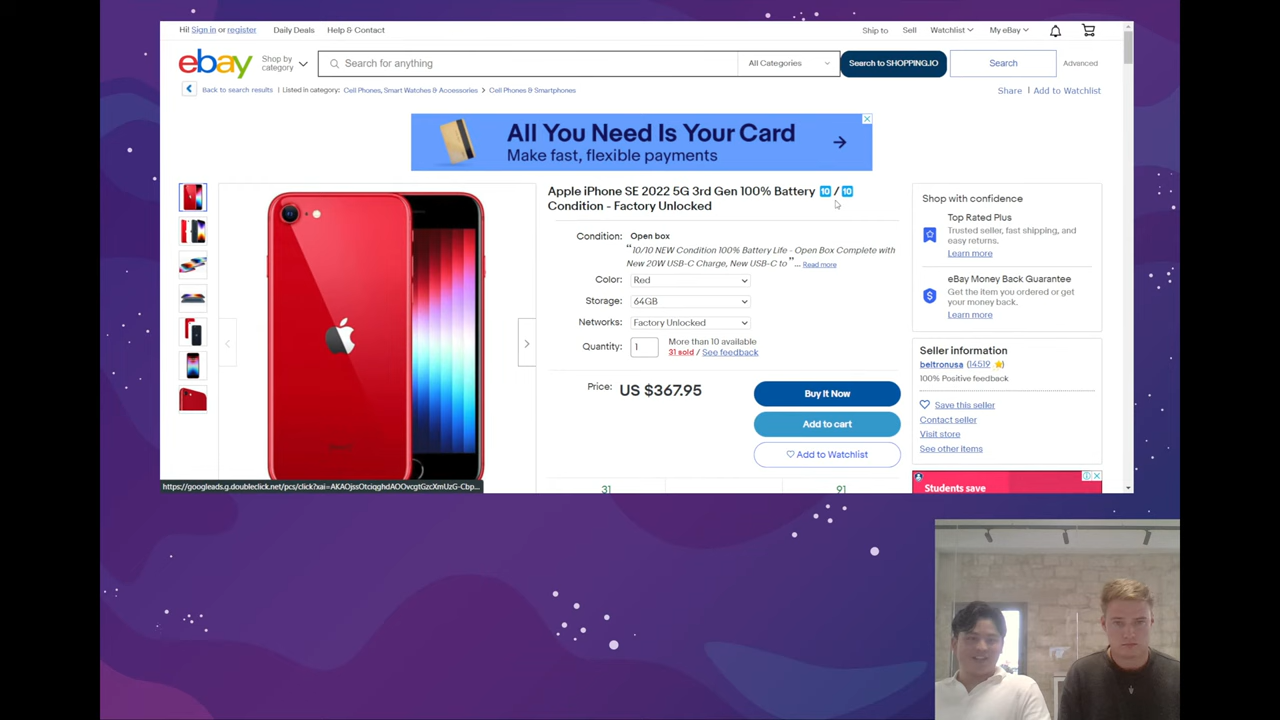 Hi! Sign in or register Daily Deals Help & Contact Ship to Sell Watchlist My eBay
ebay Shop by category Search for anything All Categories Search to SHOPPING.IO Search Advanced
Back to search results Listed in category: Cell Phones, Smart Watches & Accessories > Cell Phones & Smartphones Share Add to Watchlist
All You Need Is Your Card
Make fast, flexible payments
Apple iPhone SE 2022 5G 3rd Gen 100% Battery 🔟/🔟
Condition - Factory Unlocked
Condition: Open box
“10/10 NEW Condition 100% Battery Life - Open Box Complete with
New 20W USB-C Charge, New USB-C to ”... Read more
Color: Red
Storage: 64GB
Networks: Factory Unlocked
Quantity: 1 More than 10 available
31 sold / See feedback
Price: US $367.95
Buy It Now
Add to cart
Add to Watchlist
31 91
Shop with confidence
Top Rated Plus
Trusted seller, fast shipping, and
easy returns.
Learn more
eBay Money Back Guarantee
Get the item you ordered or get
your money back.
Learn more
Seller information
beltronusa (14519)
100% Positive feedback
Save this seller
Contact seller
Visit store
See other items
Students save